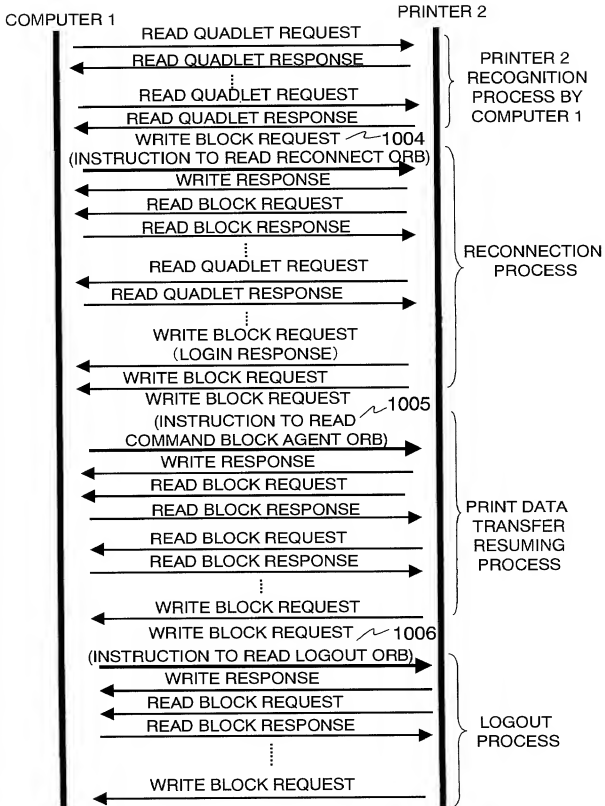 COMPUTER 1
PRINTER 2
READ QUADLET REQUEST
READ QUADLET RESPONSE
READ QUADLET REQUEST
READ QUADLET RESPONSE
PRINTER 2
RECOGNITION
PROCESS BY
COMPUTER 1
WRITE BLOCK REQUEST 1004
(INSTRUCTION TO READ RECONNECT ORB)
WRITE RESPONSE
READ BLOCK REQUEST
READ BLOCK RESPONSE
READ QUADLET REQUEST
READ QUADLET RESPONSE
WRITE BLOCK REQUEST
(LOGIN RESPONSE)
WRITE BLOCK REQUEST
RECONNECTION
PROCESS
WRITE BLOCK REQUEST
(INSTRUCTION TO READ 1005
COMMAND BLOCK AGENT ORB)
WRITE RESPONSE
READ BLOCK REQUEST
READ BLOCK RESPONSE
READ BLOCK REQUEST
READ BLOCK RESPONSE
WRITE BLOCK REQUEST
PRINT DATA
TRANSFER
RESUMING
PROCESS
WRITE BLOCK REQUEST 1006
(INSTRUCTION TO READ LOGOUT ORB)
WRITE RESPONSE
READ BLOCK REQUEST
READ BLOCK RESPONSE
WRITE BLOCK REQUEST
LOGOUT
PROCESS